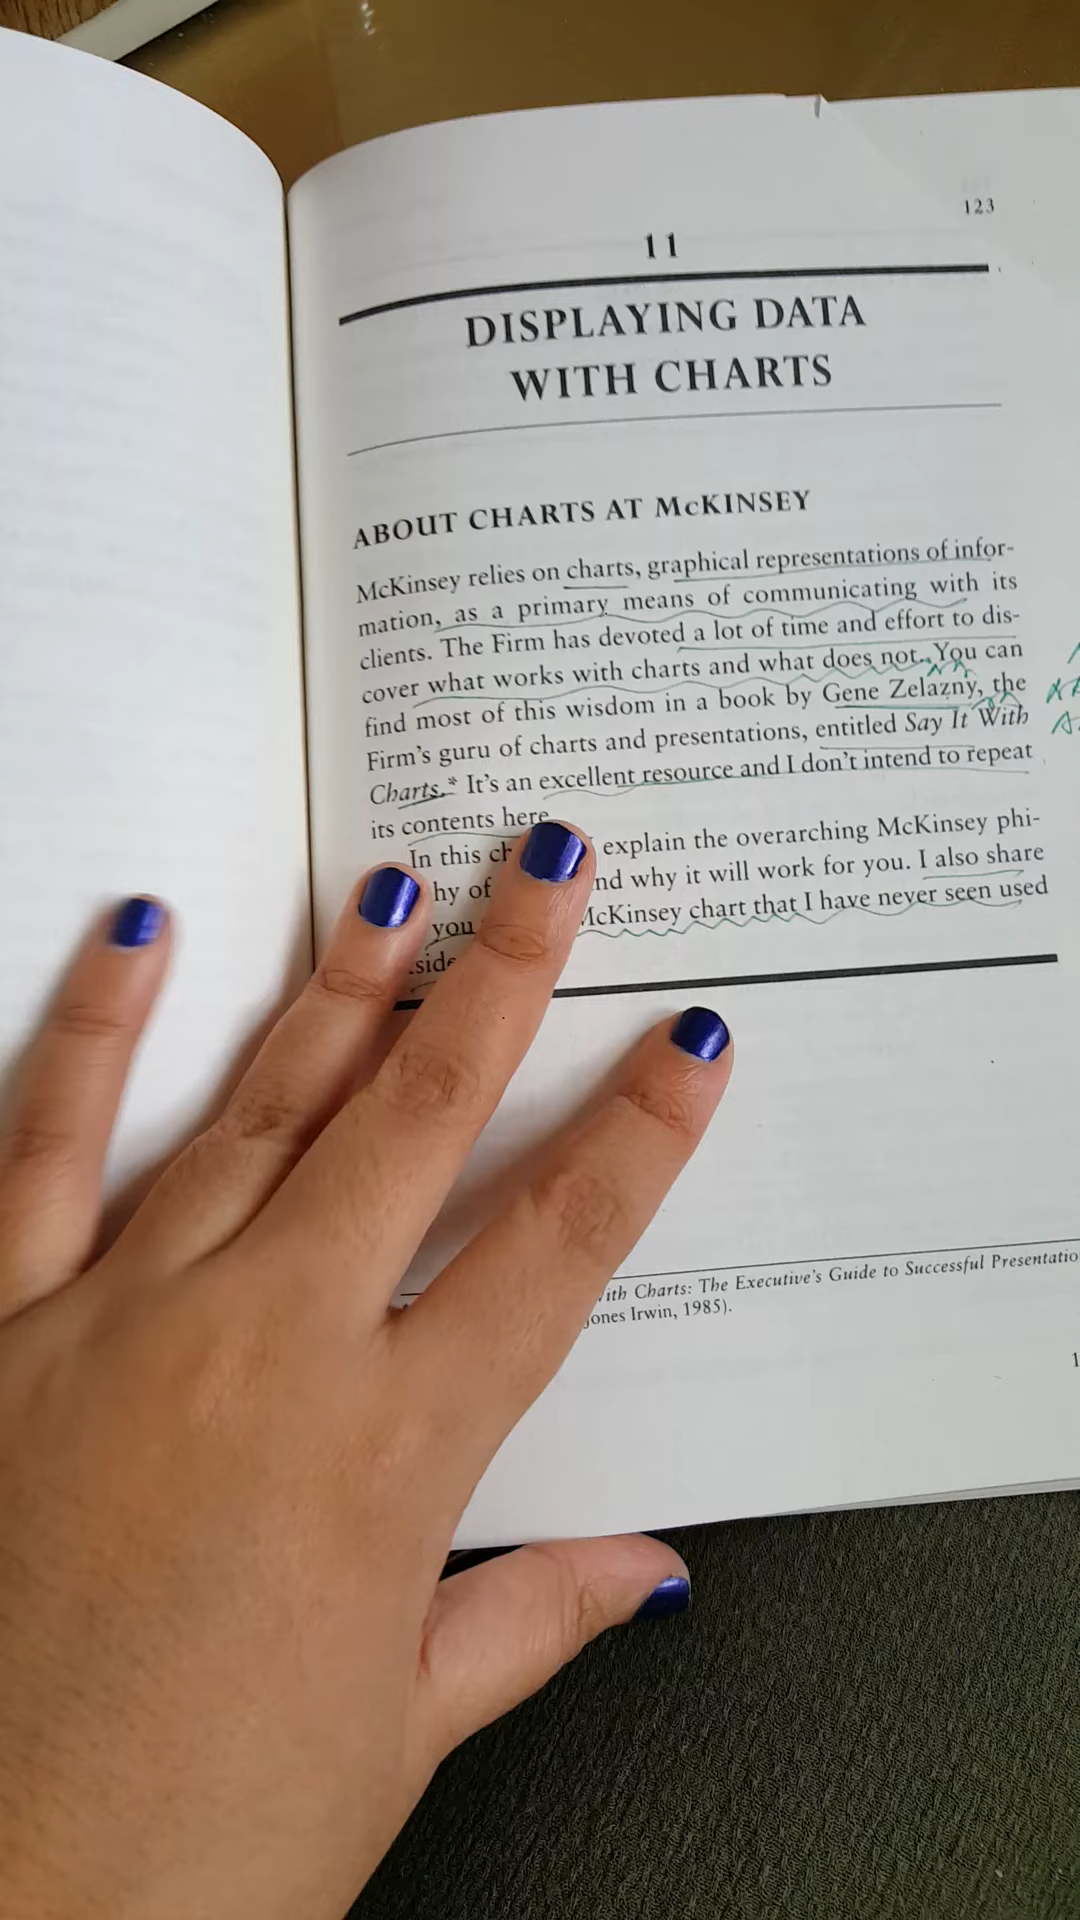 123
11
DISPLAYING DATA
WITH CHARTS
ABOUT CHARTS AT McKINSEY
McKinsey relies on charts, graphical representations of infor-
mation, as a primary means of communicating with its
clients. The Firm has devoted a lot of time and effort to dis-
cover what works with charts and what does not. You can
find most of this wisdom in a book by Gene Zelazny, the
Firm's guru of charts and presentations, entitled Say It With
Charts.* It's an excellent resource and I don't intend to repeat
its contents here.
In this explain the overarching McKinsey phi-
hy of nd why it will work for you. I also share
you McKinsey chart that I have never seen used
side
ith Charts: The Executive's Guide to Successful Presentatio
Jones Irwin, 1985).